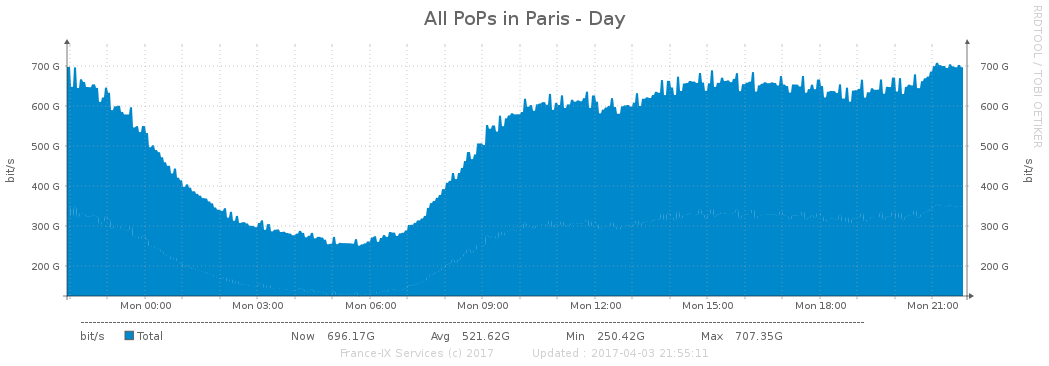 All PoPs in Paris - Day
RRDTOOL / TOBI OETIKER
bit/s
bit/s
700 G 700 G
600 G 600 G
500 G 500 G
400 G 400 G
300 G 300 G
200 G 200 G
Mon 00:00 Mon 03:00 Mon 06:00 Mon 09:00 Mon 12:00 Mon 15:00 Mon 18:00 Mon 21:00
bit/s Total Now 696.17G Avg 521.62G Min 250.42G Max 707.35G
France-IX Services (c) 2017 Updated : 2017-04-03 21:55:11